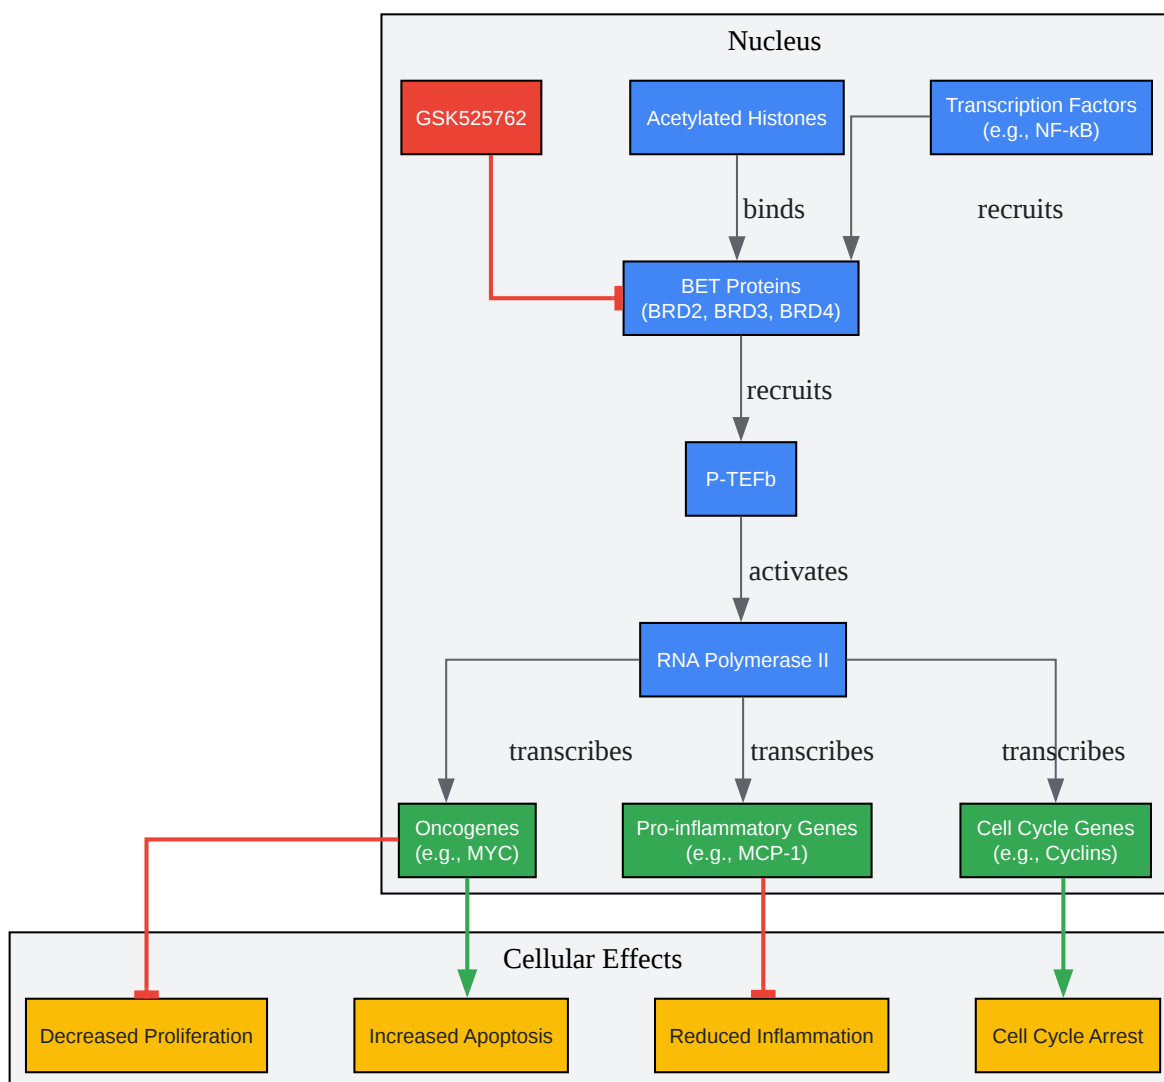 Nucleus
GSK525762
Acetylated Histones
Transcription Factors
(e.g., NF-κB)
binds
recruits
BET Proteins
(BRD2, BRD3, BRD4)
recruits
P-TEFb
activates
RNA Polymerase II
transcribes
transcribes
transcribes
Oncogenes
(e.g., MYC)
Pro-inflammatory Genes
(e.g., MCP-1)
Cell Cycle Genes
(e.g., Cyclins)
Cellular Effects
Decreased Proliferation
Increased Apoptosis
Reduced Inflammation
Cell Cycle Arrest